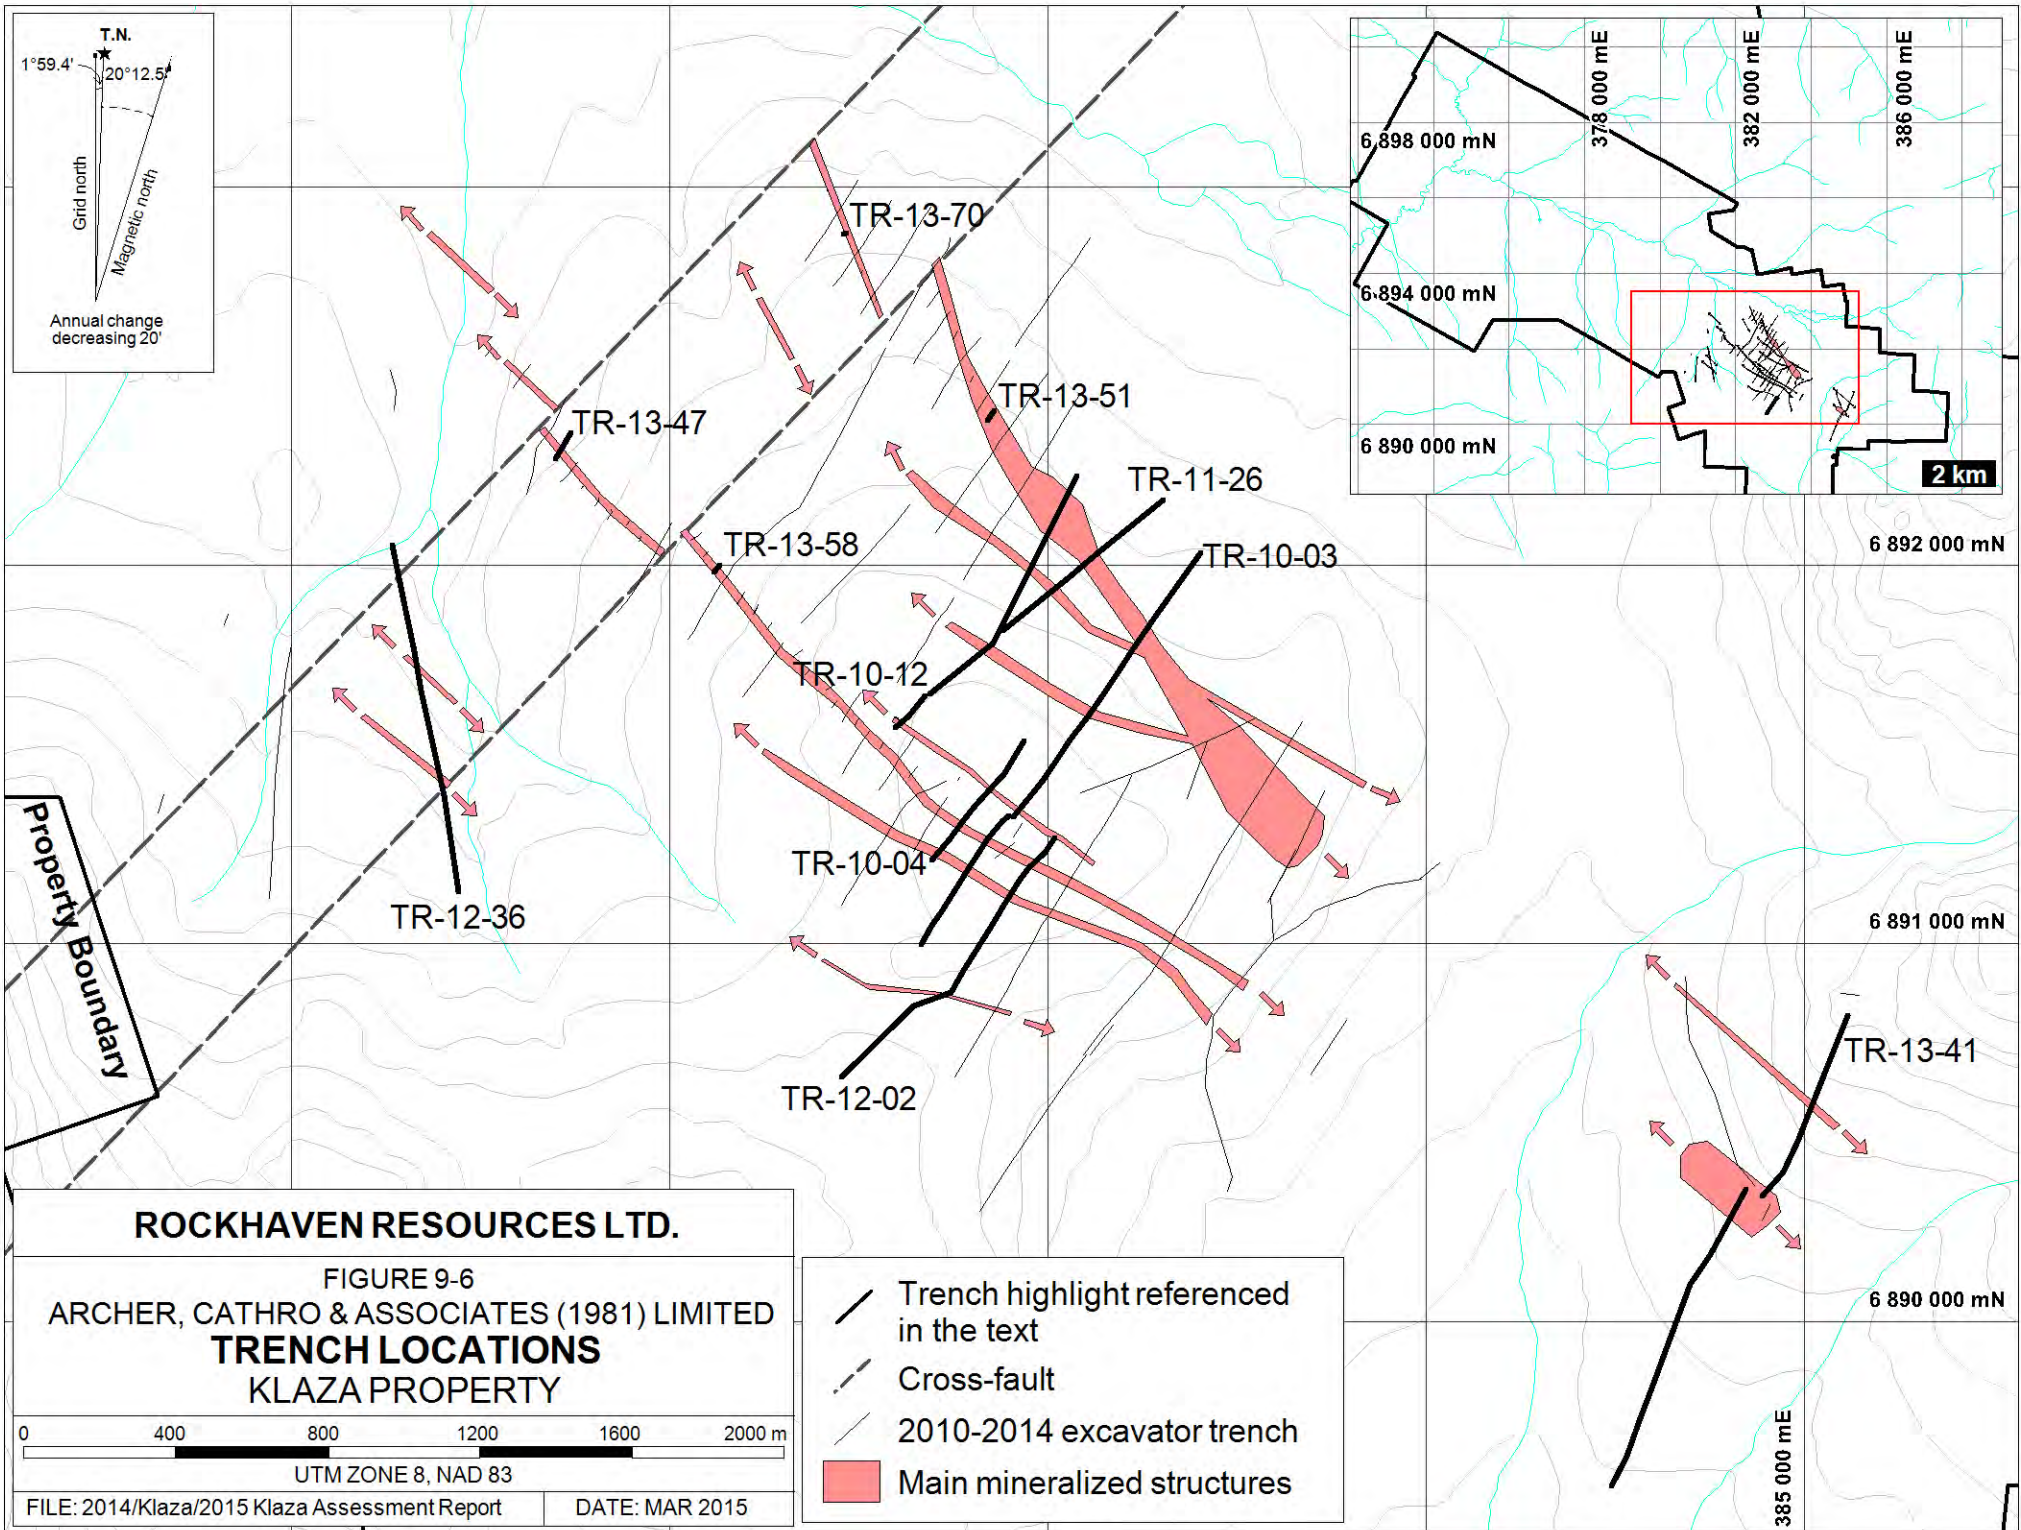 T.N.
1°59.4'
20°12.5'
Grid north
Magnetic north
Annual change
decreasing 20'
378 000 mE
382 000 mE
386 000 mE
6 898 000 mN
6 894 000 mN
6 890 000 mN
2 km
TR-13-70
TR-13-51
TR-13-47
TR-11-26
TR-13-58
TR-10-03
6 892 000 mN
TR-10-12
TR-10-04
TR-12-36
6 891 000 mN
Property Boundary
TR-13-41
TR-12-02
6 890 000 mN
385 000 mE
ROCKHAVEN RESOURCES LTD.
FIGURE 9-6
ARCHER, CATHRO & ASSOCIATES (1981) LIMITED
TRENCH LOCATIONS
KLAZA PROPERTY
0 400 800 1200 1600 2000 m
UTM ZONE 8, NAD 83
FILE: 2014/Klaza/2015 Klaza Assessment Report
DATE: MAR 2015
Trench highlight referenced
in the text
Cross-fault
2010-2014 excavator trench
Main mineralized structures